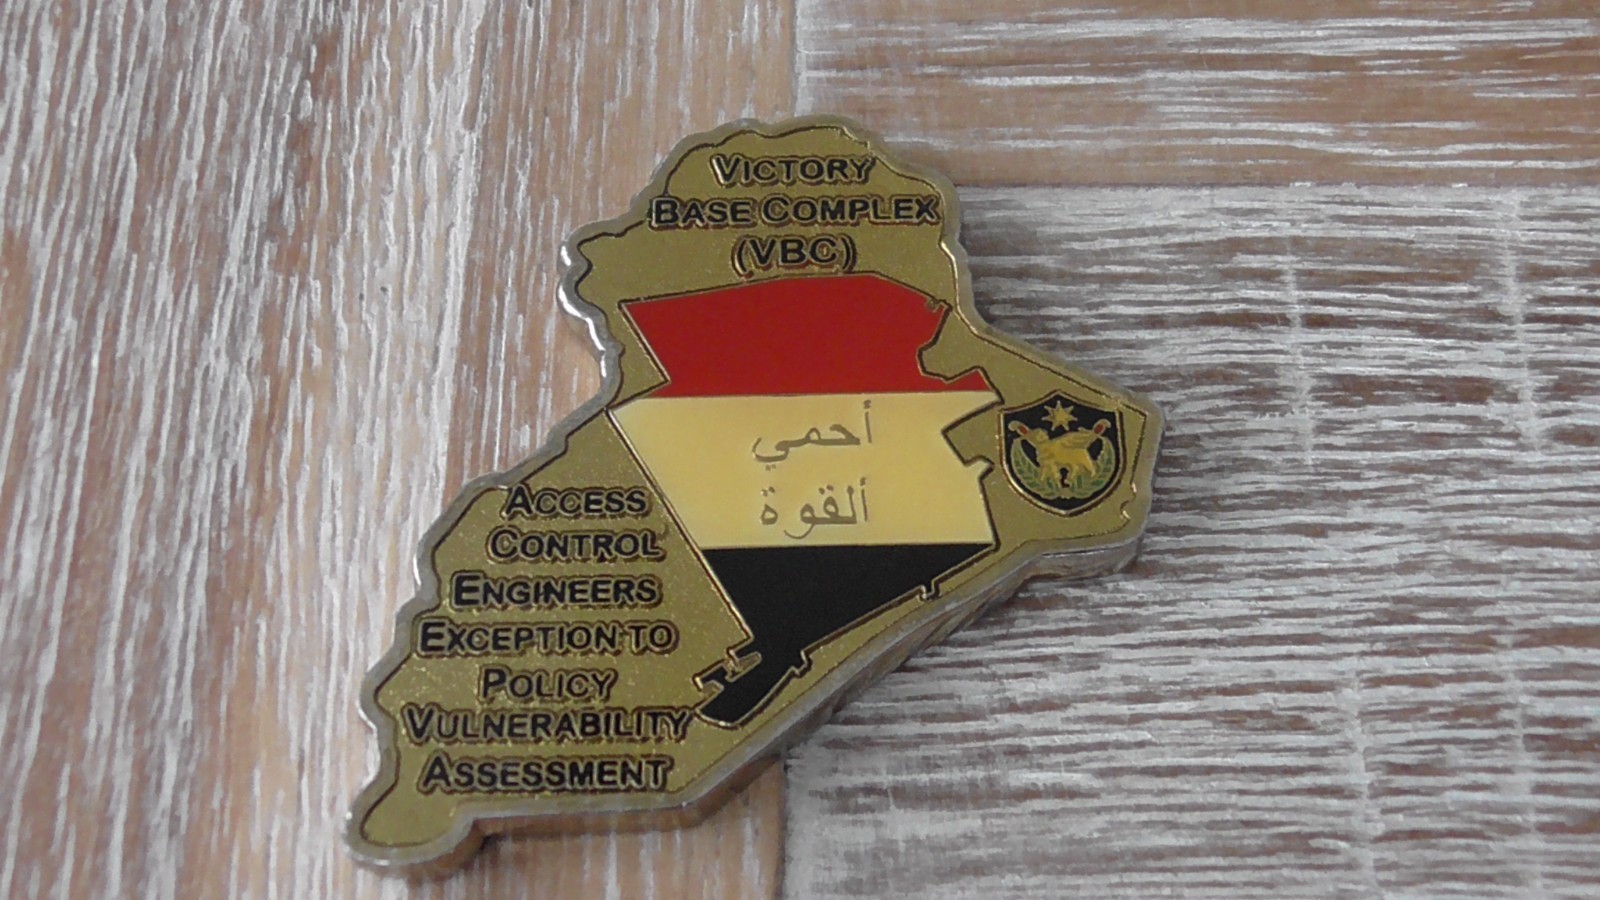 VICTORY
BASE COMPLEX
(VBC)
أحمي
ألقوة
ACCESS
CONTROL
ENGINEERS
EXCEPTION TO
POLICY
VULNERABILITY
ASSESSMENT